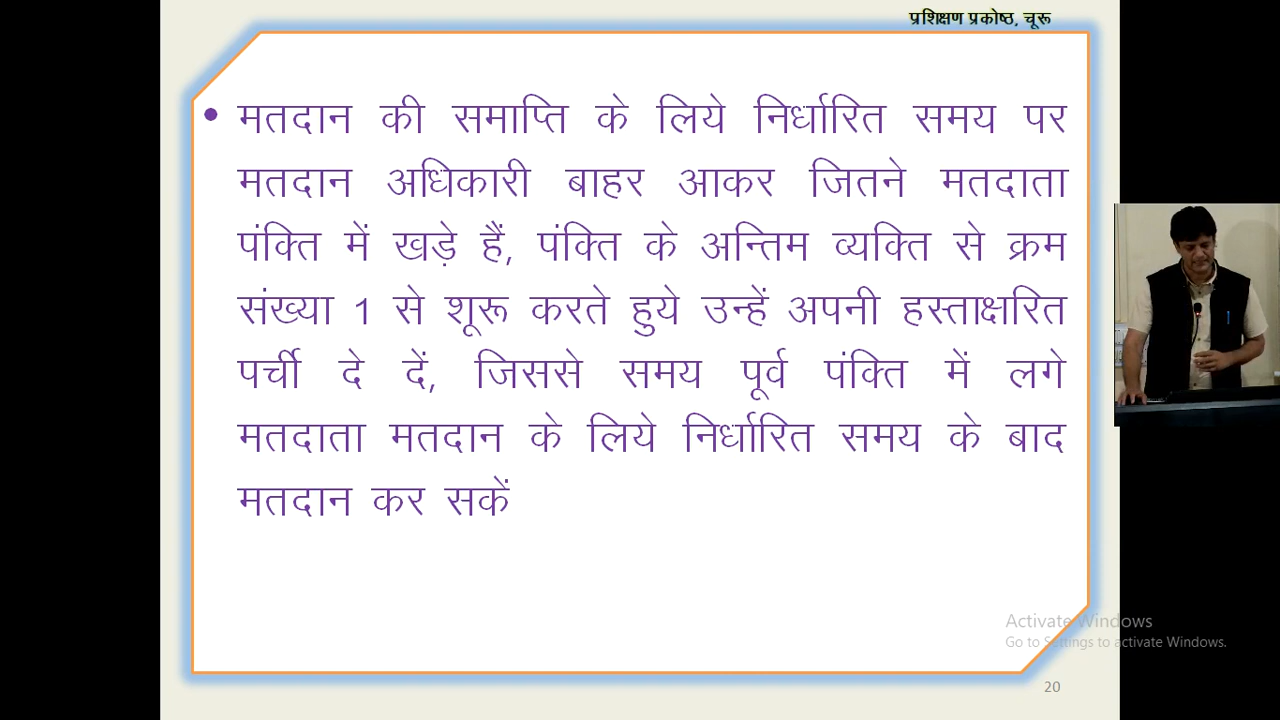 प्रशिक्षण प्रकोष्ठ, चूरू
• मतदान की समाप्ति के लिये निर्धारित समय पर
मतदान अधिकारी बाहर आकर जितने मतदाता
पंक्ति में खड़े हैं, पंक्ति के अन्तिम व्यक्ति से क्रम
संख्या 1 से शूरू करते हुये उन्हें अपनी हस्ताक्षरित
पर्ची दे दें, जिससे समय पूर्व पंक्ति में लगे
मतदाता मतदान के लिये निर्धारित समय के बाद
मतदान कर सकें
Activate Windows
Go to Settings to activate Windows.
20